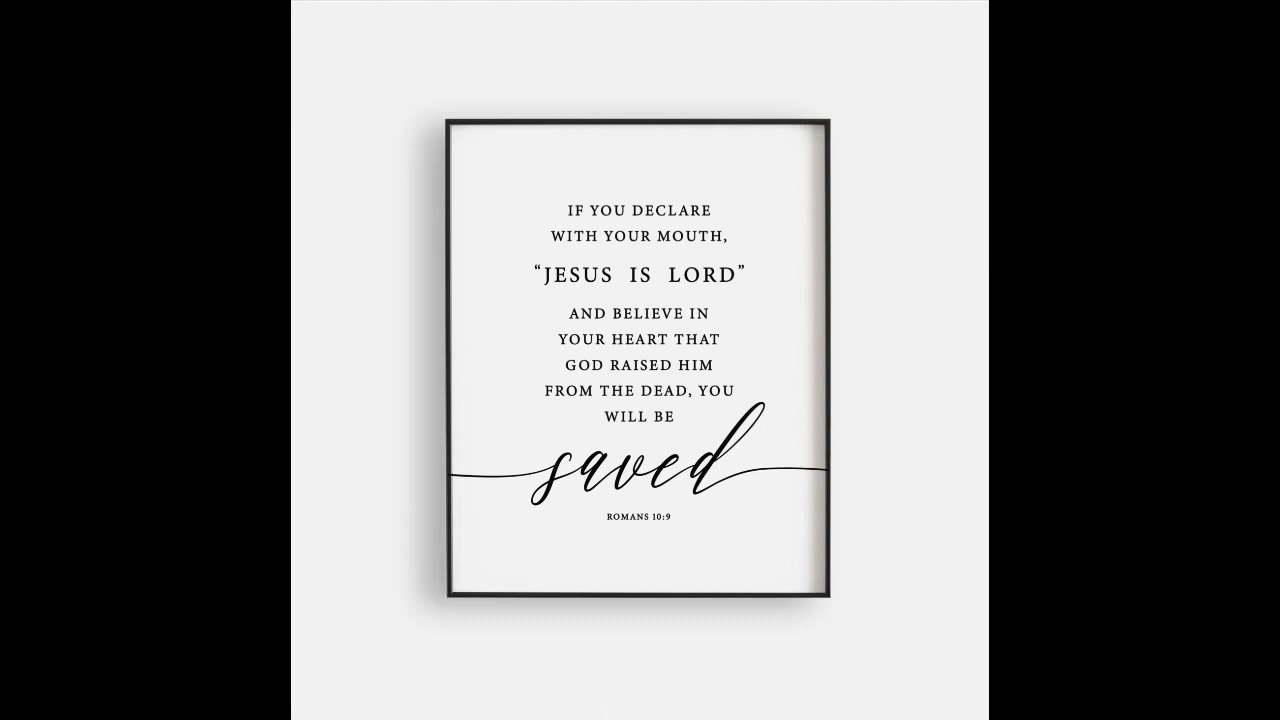 IF YOU DECLARE
WITH YOUR MOUTH,
“JESUS IS LORD”
AND BELIEVE IN
YOUR HEART THAT
GOD RAISED HIM
FROM THE DEAD, YOU
WILL BE
saved
ROMANS 10:9